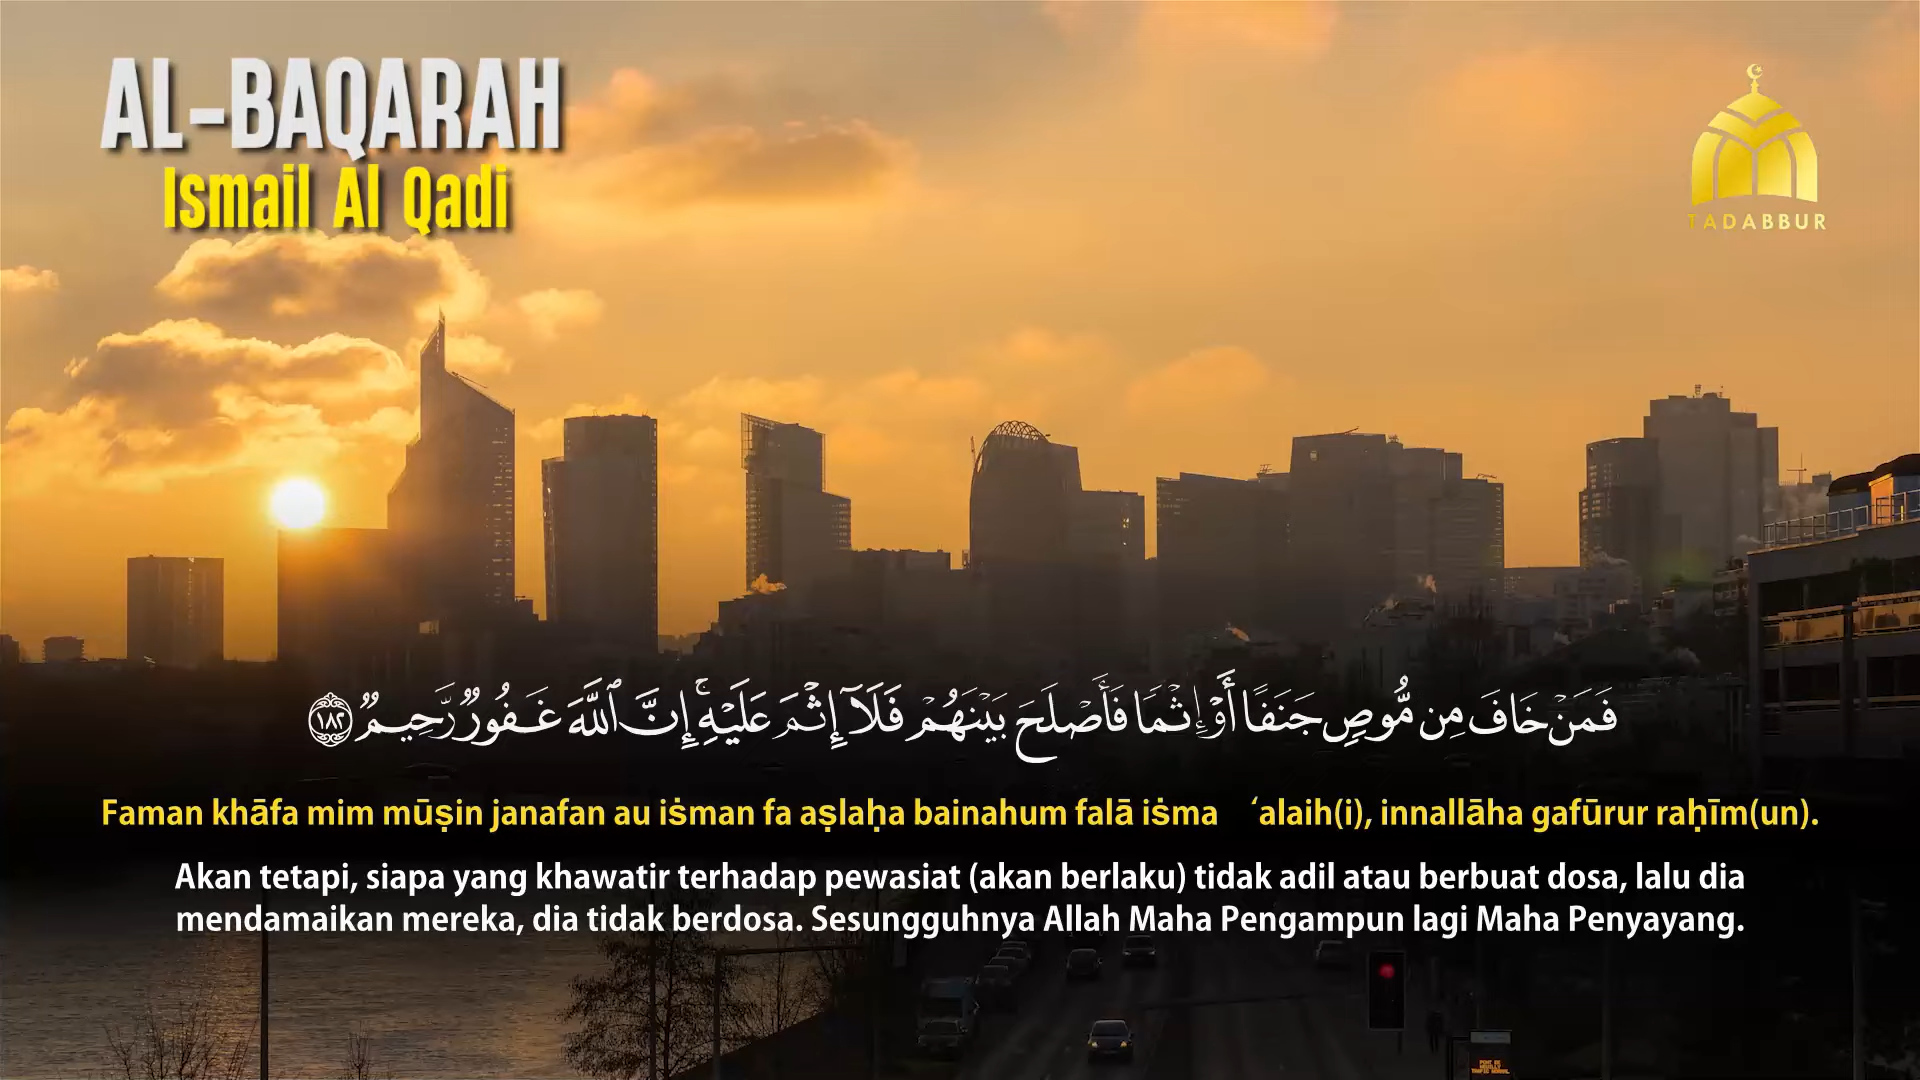 AL-BAQARAH
Ismail Al Qadi
TADABBUR
فَمَنْ خَافَ مِن مُّوصٍ جَنَفًا أَوْ إِثْمًا فَأَصْلَحَ بَيْنَهُمْ فَلَآ إِثْمَ عَلَيْهِ ۚ إِنَّ ٱللَّهَ غَفُورٌ رَّحِيمٌ ١٨٢
Faman khāfa mim mūṣin janafan au iṡman fa aṣlaḥa bainahum falā iṡma ‘alaih(i), innallāha gafūrur raḥīm(un).
Akan tetapi, siapa yang khawatir terhadap pewasiat (akan berlaku) tidak adil atau berbuat dosa, lalu dia
mendamaikan mereka, dia tidak berdosa. Sesungguhnya Allah Maha Pengampun lagi Maha Penyayang.